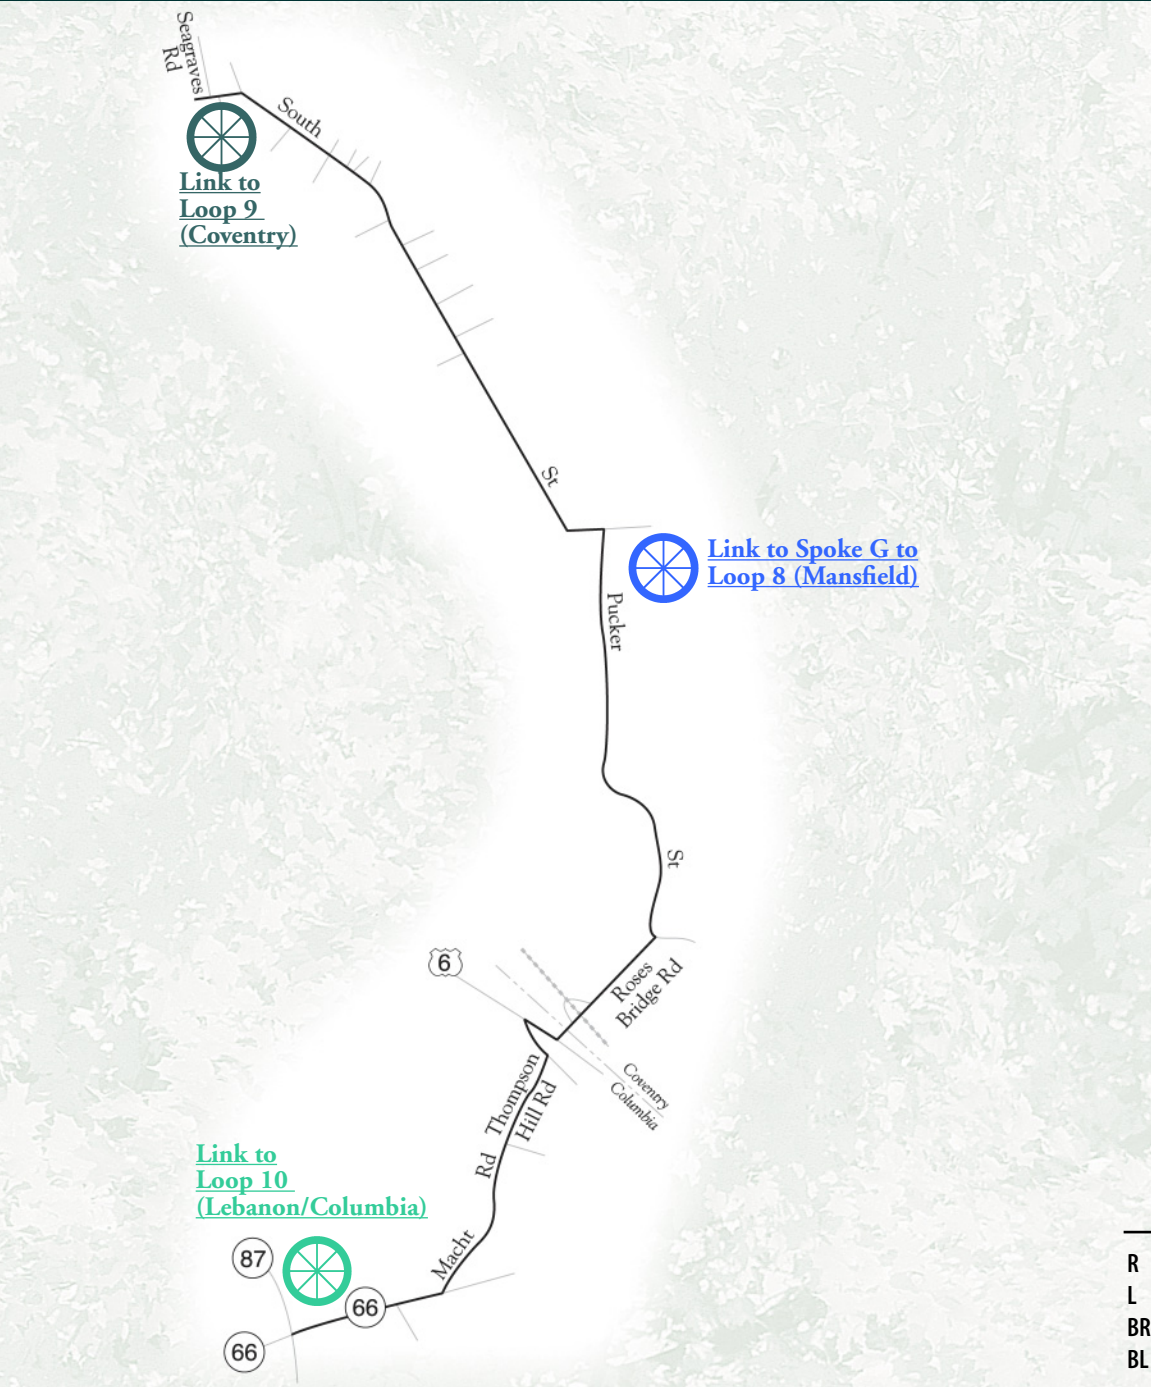 Seagraves
Rd
South
Link to
Loop 9
(Coventry)
St
Link to Spoke G to
Loop 8 (Mansfield)
Pucker
St
6
Roses
Bridge Rd
Coventry
Columbia
Thompson
Hill Rd
Rd
Link to
Loop 10
(Lebanon/Columbia)
Macht
87
66
66
R
L
BR
BL